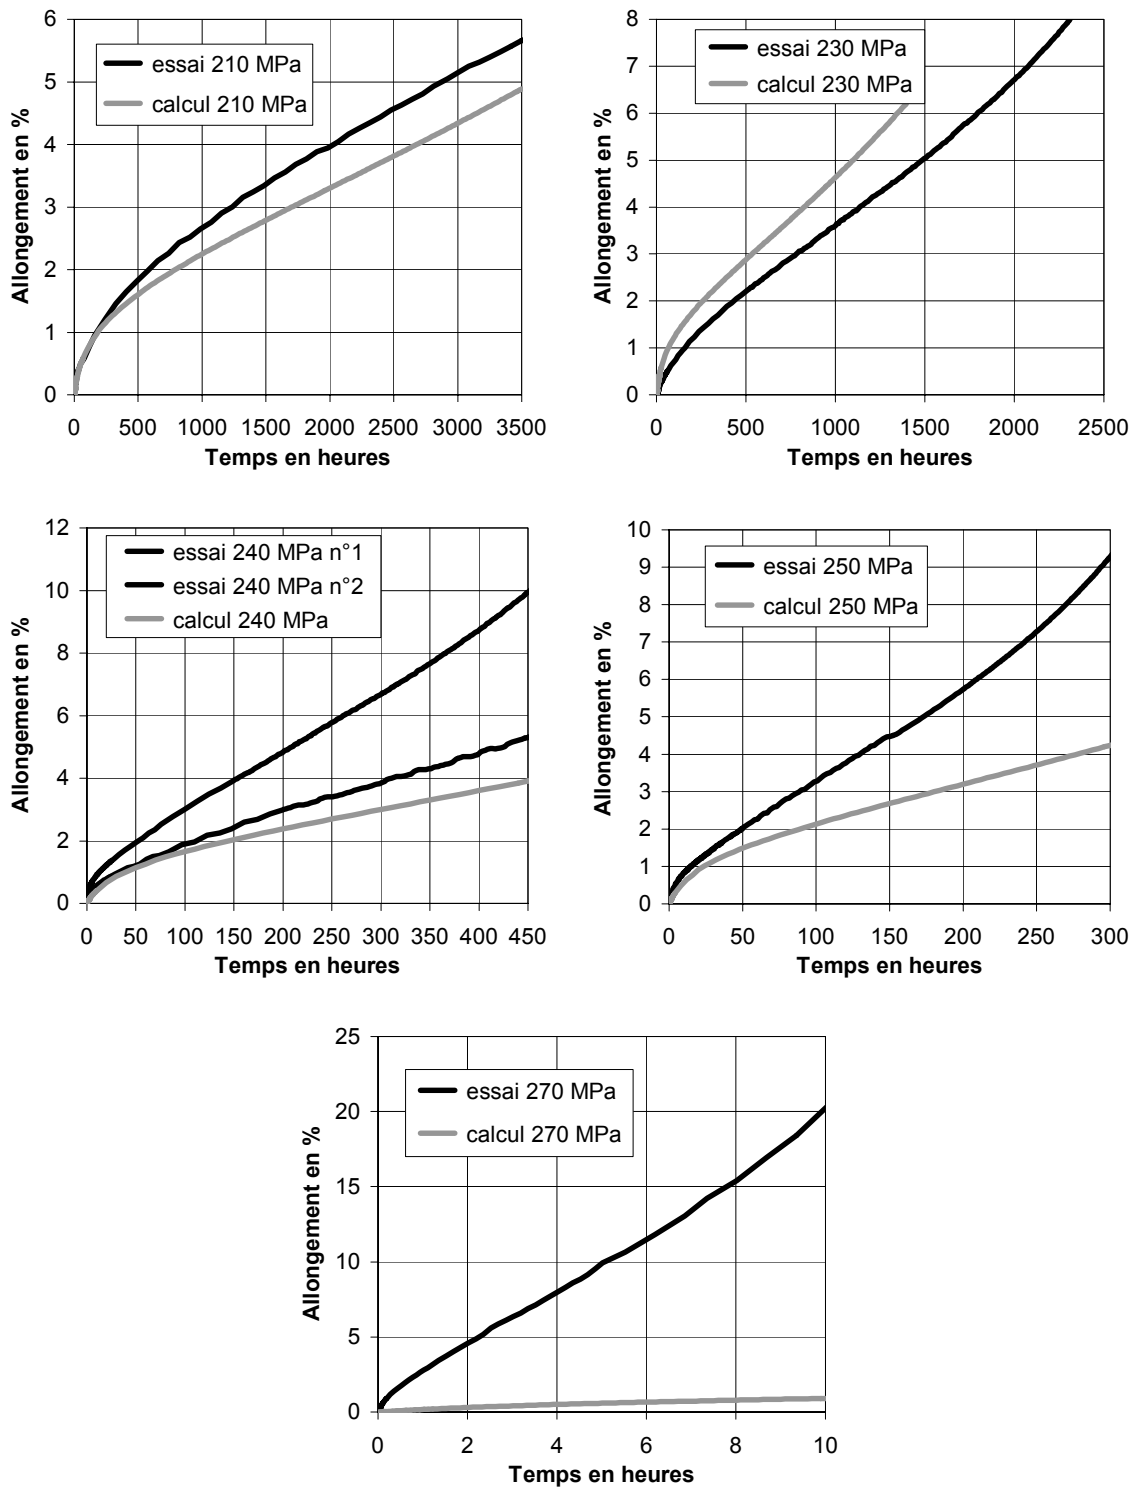 6
5
4
3
2
1
0
Allongement en %
essai 210 MPa
calcul 210 MPa
0 500 1000 1500 2000 2500 3000 3500
Temps en heures
8
7
6
5
4
3
2
1
0
Allongement en %
essai 230 MPa
calcul 230 MPa
0 500 1000 1500 2000 2500
Temps en heures
12
10
8
6
4
2
0
Allongement en %
essai 240 MPa n°1
essai 240 MPa n°2
calcul 240 MPa
0 50 100 150 200 250 300 350 400 450
Temps en heures
10
9
8
7
6
5
4
3
2
1
0
Allongement en %
essai 250 MPa
calcul 250 MPa
0 50 100 150 200 250 300
Temps en heures
25
20
15
10
5
0
Allongement en %
essai 270 MPa
calcul 270 MPa
0 2 4 6 8 10
Temps en heures